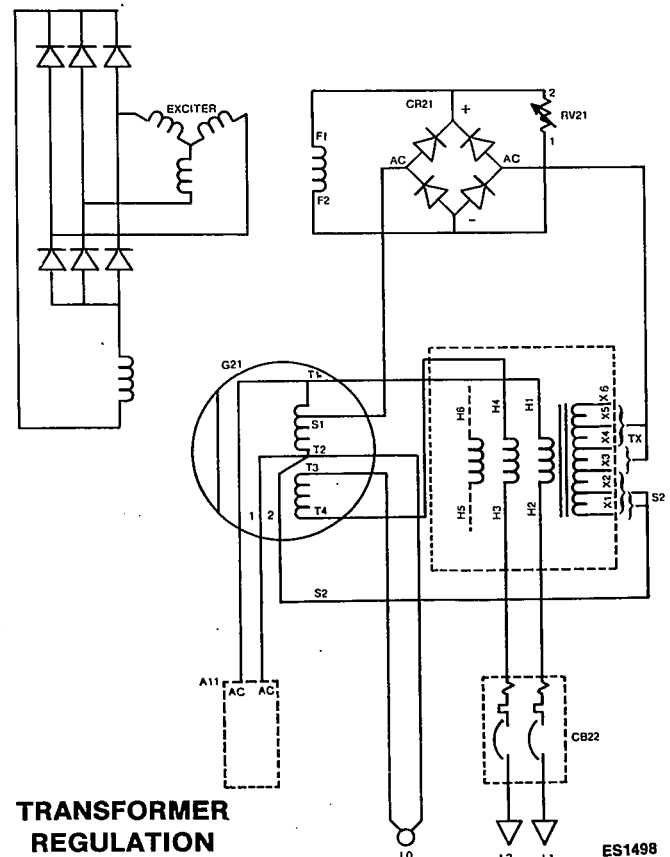 EXCITER
CR21
+
2
RV21
1
F1
AC
AC
F2
-
G21
T1
S1
T2
T3
T4
1
2
H6
H4
H1
H5
H3
H2
X6
X5
X4
X3
X2
X1
TX
S2
S2
A11
AC
AC
CB22
TRANSFORMER
REGULATION
L0
L1
ES1498